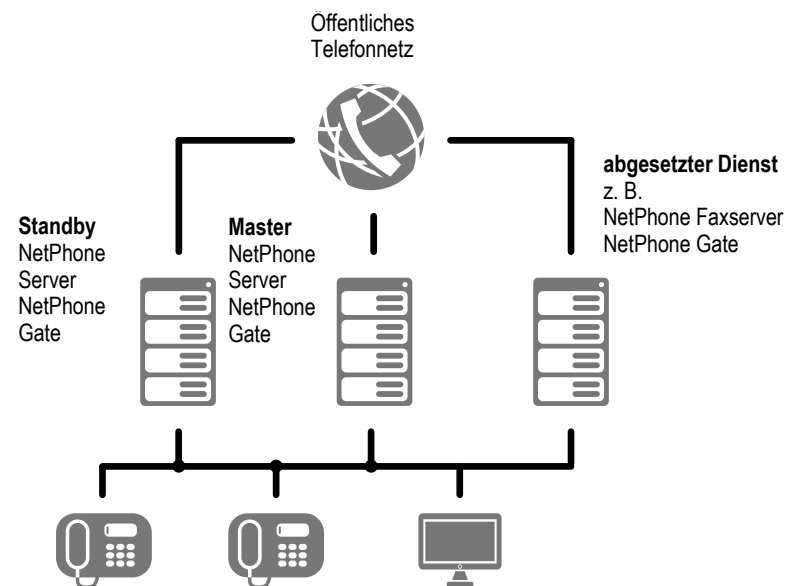 Öffentliches
Telefonnetz
abgesetzter Dienst
z. B.
NetPhone Faxserver
NetPhone Gate
Standby
NetPhone
Server
NetPhone
Gate
Master
NetPhone
Server
NetPhone
Gate